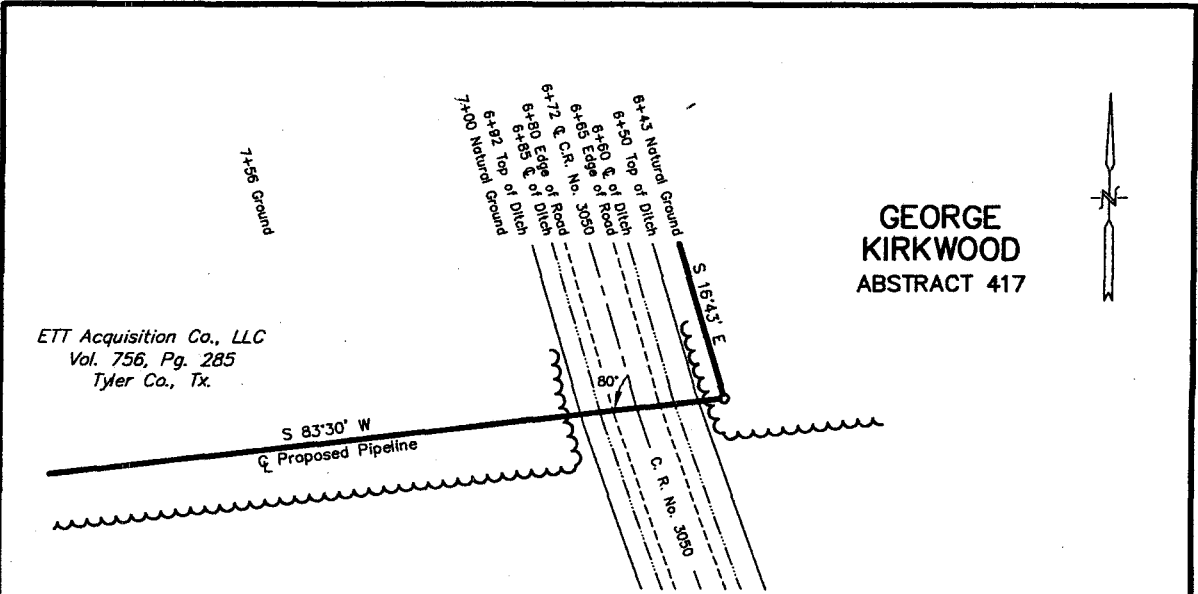 7+56 Ground
7+00 Natural Ground
6+92 Top of Ditch
6+85 ℄ of Ditch
6+80 Edge of Road
6+72 ℄ C.R. No. 3050
6+65 Edge of Road
6+60 ℄ of Ditch
6+50 Top of Ditch
6+43 Natural Ground
N
GEORGE
KIRKWOOD
ABSTRACT 417
S 16°43' E
ETT Acquisition Co., LLC
Vol. 756, Pg. 285
Tyler Co., Tx.
80°
S 83°30' W
℄ Proposed Pipeline
C. R. No. 3050